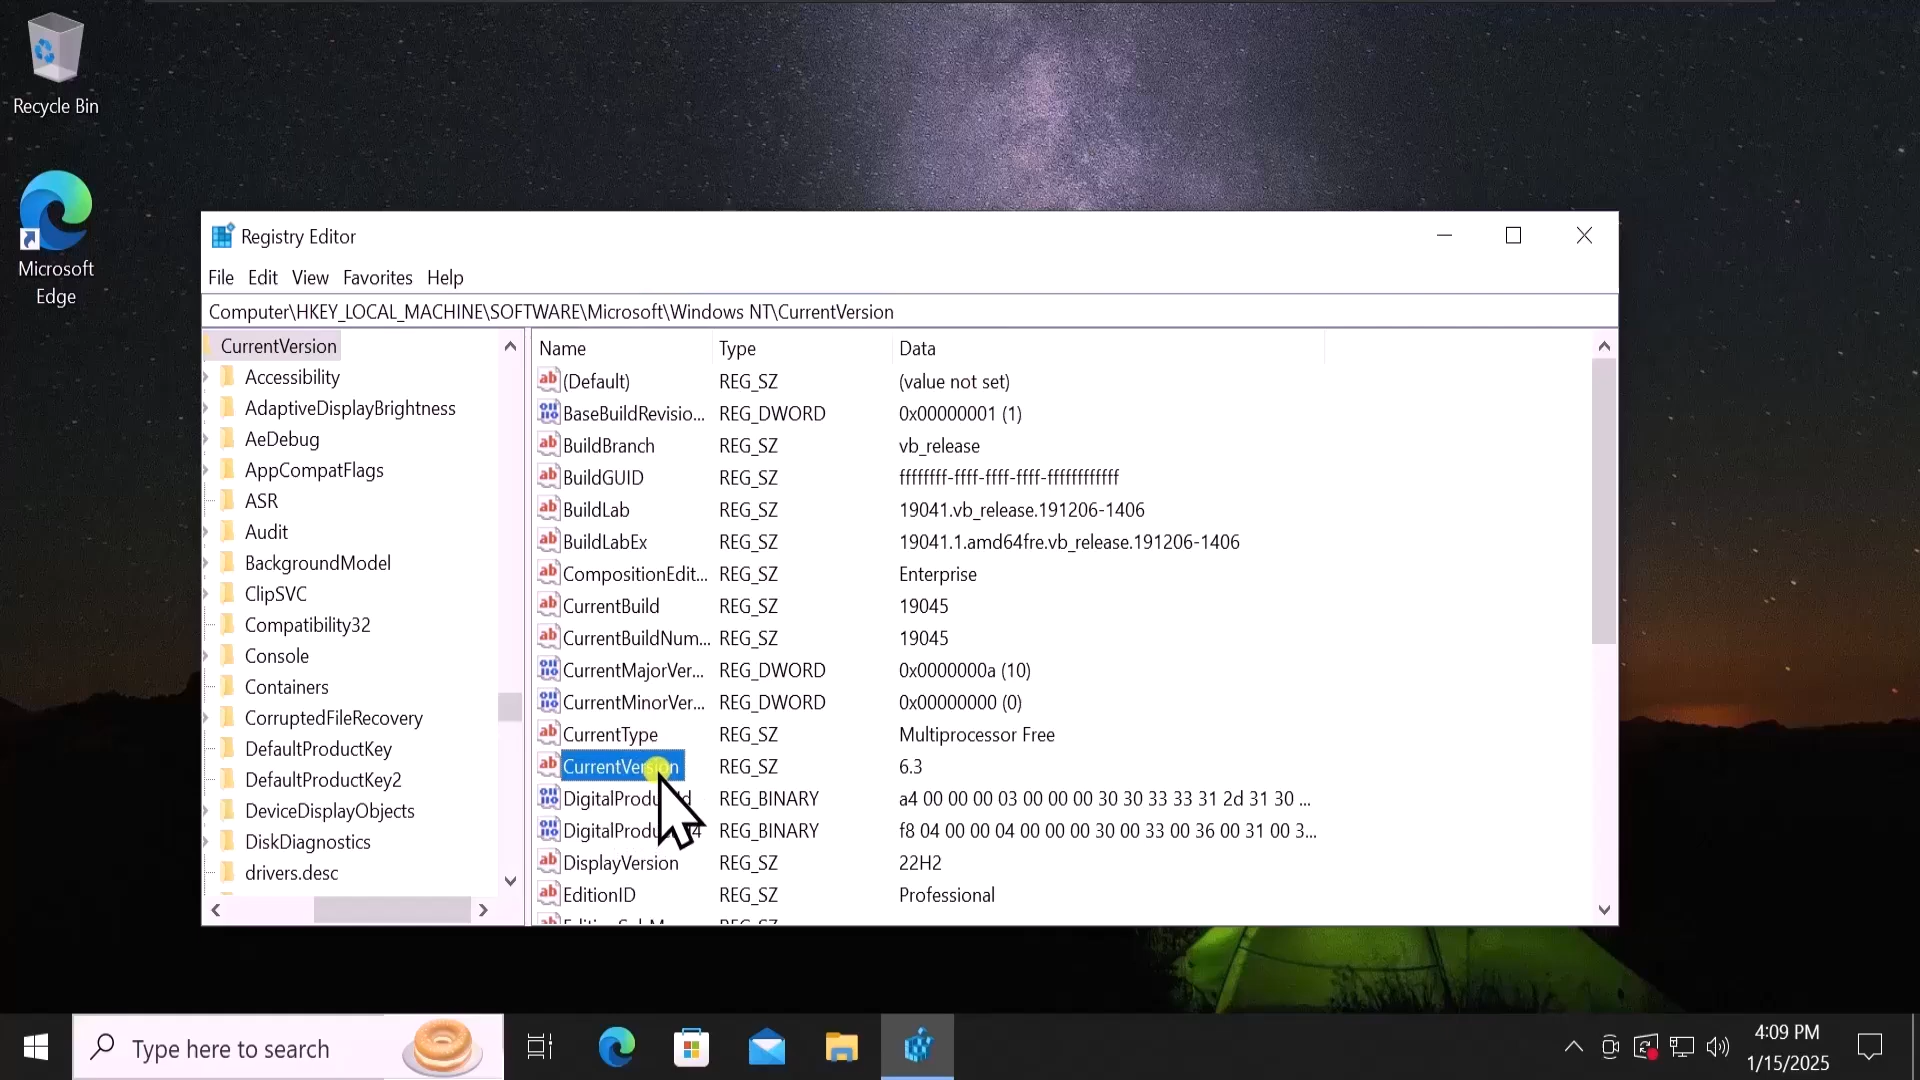 Recycle Bin
Microsoft
Edge
Registry Editor
File Edit View Favorites Help
Computer\HKEY_LOCAL_MACHINE\SOFTWARE\Microsoft\Windows NT\CurrentVersion
CurrentVersion
Accessibility
AdaptiveDisplayBrightness
AeDebug
AppCompatFlags
ASR
Audit
BackgroundModel
ClipSVC
Compatibility32
Console
Containers
CorruptedFileRecovery
DefaultProductKey
DefaultProductKey2
DeviceDisplayObjects
DiskDiagnostics
drivers.desc
Name Type Data
(Default) REG_SZ (value not set)
BaseBuildRevisio... REG_DWORD 0x00000001 (1)
BuildBranch REG_SZ vb_release
BuildGUID REG_SZ ffffffff-ffff-ffff-ffff-ffffffffffff
BuildLab REG_SZ 19041.vb_release.191206-1406
BuildLabEx REG_SZ 19041.1.amd64fre.vb_release.191206-1406
CompositionEdit... REG_SZ Enterprise
CurrentBuild REG_SZ 19045
CurrentBuildNum... REG_SZ 19045
CurrentMajorVer... REG_DWORD 0x0000000a (10)
CurrentMinorVer... REG_DWORD 0x00000000 (0)
CurrentType REG_SZ Multiprocessor Free
CurrentVersion REG_SZ 6.3
REG_BINARY a4 00 00 00 03 00 00 00 30 30 33 33 31 2d 31 30 ...
REG_BINARY f8 04 00 00 04 00 00 00 30 00 33 00 36 00 31 00 3...
DisplayVersion REG_SZ 22H2
EditionID REG_SZ Professional
Type here to search
4:09 PM
1/15/2025